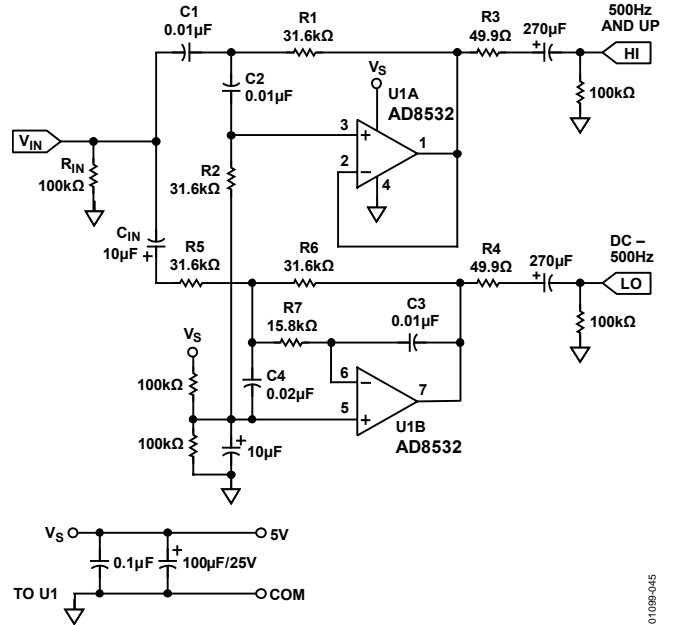 C1
0.01µF
R1
31.6kΩ
R3
49.9Ω
270µF
+
500Hz
AND UP
HI
C2
0.01µF
VS
U1A
AD8532
100kΩ
VIN
RIN
100kΩ
3
+
1
2
−
4
R2
31.6kΩ
CIN
10µF
+
R5
31.6kΩ
R6
31.6kΩ
R4
49.9Ω
270µF
+
DC –
500Hz
LO
R7
15.8kΩ
C3
0.01µF
100kΩ
VS
100kΩ
C4
0.02µF
6
−
7
5
+
U1B
AD8532
100kΩ
+
10µF
VS
5V
0.1µF
+
100µF/25V
TO U1
COM
01099-045